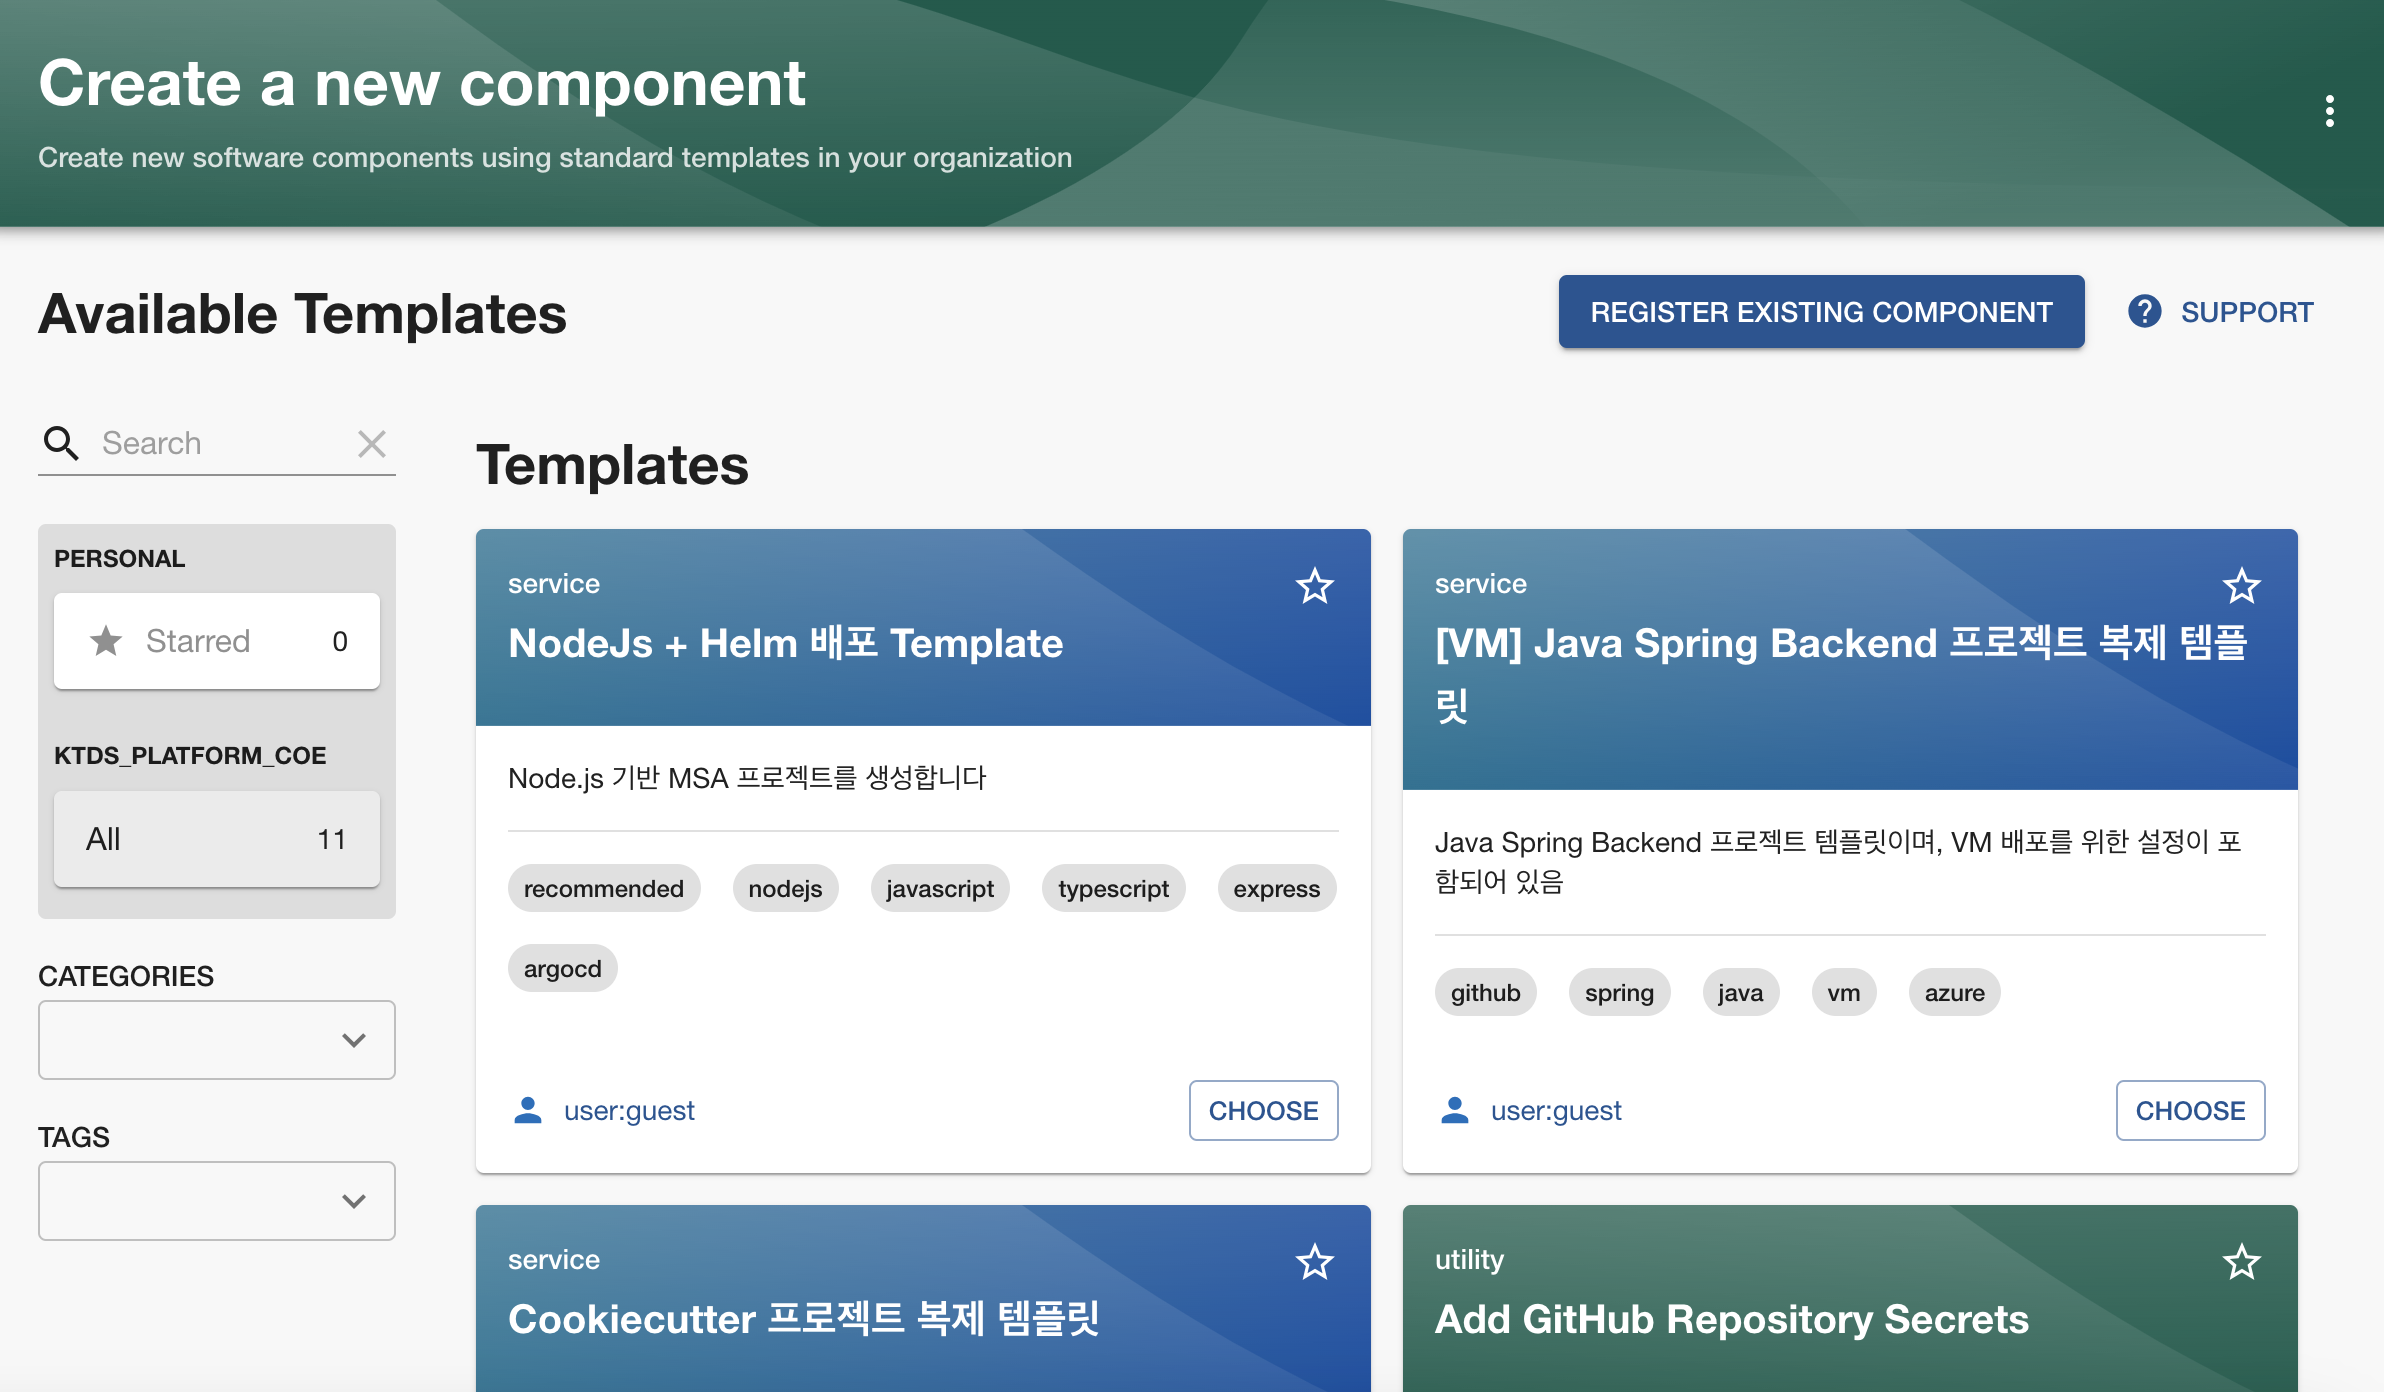 Create a new component
Create new software components using standard templates in your organization
Available Templates
REGISTER EXISTING COMPONENT
SUPPORT
Search
PERSONAL
Starred 0
KTDS_PLATFORM_COE
All 11
CATEGORIES
TAGS
Templates
service
NodeJs + Helm 배포 Template
Node.js 기반 MSA 프로젝트를 생성합니다
recommended nodejs javascript typescript express
argocd
user:guest
CHOOSE
service
[VM] Java Spring Backend 프로젝트 복제 템플
릿
Java Spring Backend 프로젝트 템플릿이며, VM 배포를 위한 설정이 포
함되어 있음
github spring java vm azure
user:guest
CHOOSE
service
Cookiecutter 프로젝트 복제 템플릿
utility
Add GitHub Repository Secrets